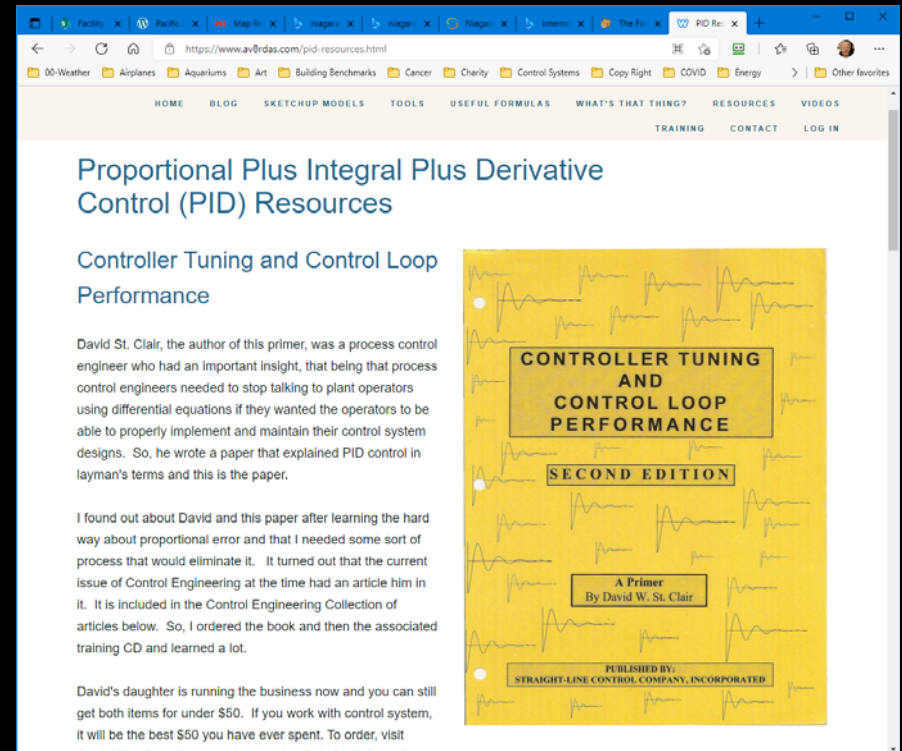 Facility
Pacific
Map Re
niagara
niagara
Niagar
interna
The Fo
PID Res
https://www.av8rdas.com/pid-resources.html
00-Weather Airplanes Aquariums Art Building Benchmarks Cancer Charity Control Systems Copy Right COVID Energy Other favorites
HOME BLOG SKETCHUP MODELS TOOLS USEFUL FORMULAS WHAT'S THAT THING? RESOURCES VIDEOS
TRAINING CONTACT LOG IN
Proportional Plus Integral Plus Derivative
Control (PID) Resources
Controller Tuning and Control Loop
Performance
David St. Clair, the author of this primer, was a process control
engineer who had an important insight, that being that process
control engineers needed to stop talking to plant operators
using differential equations if they wanted the operators to be
able to properly implement and maintain their control system
designs. So, he wrote a paper that explained PID control in
layman's terms and this is the paper.
I found out about David and this paper after learning the hard
way about proportional error and that I needed some sort of
process that would eliminate it. It turned out that the current
issue of Control Engineering at the time had an article him in
it. It is included in the Control Engineering Collection of
articles below. So, I ordered the book and then the associated
training CD and learned a lot.
David's daughter is running the business now and you can still
get both items for under $50. If you work with control system,
it will be the best $50 you have ever spent. To order, visit
CONTROLLER TUNING
AND
CONTROL LOOP
PERFORMANCE
SECOND EDITION
A Primer
By David W. St. Clair
PUBLISHED BY:
STRAIGHT-LINE CONTROL COMPANY, INCORPORATED